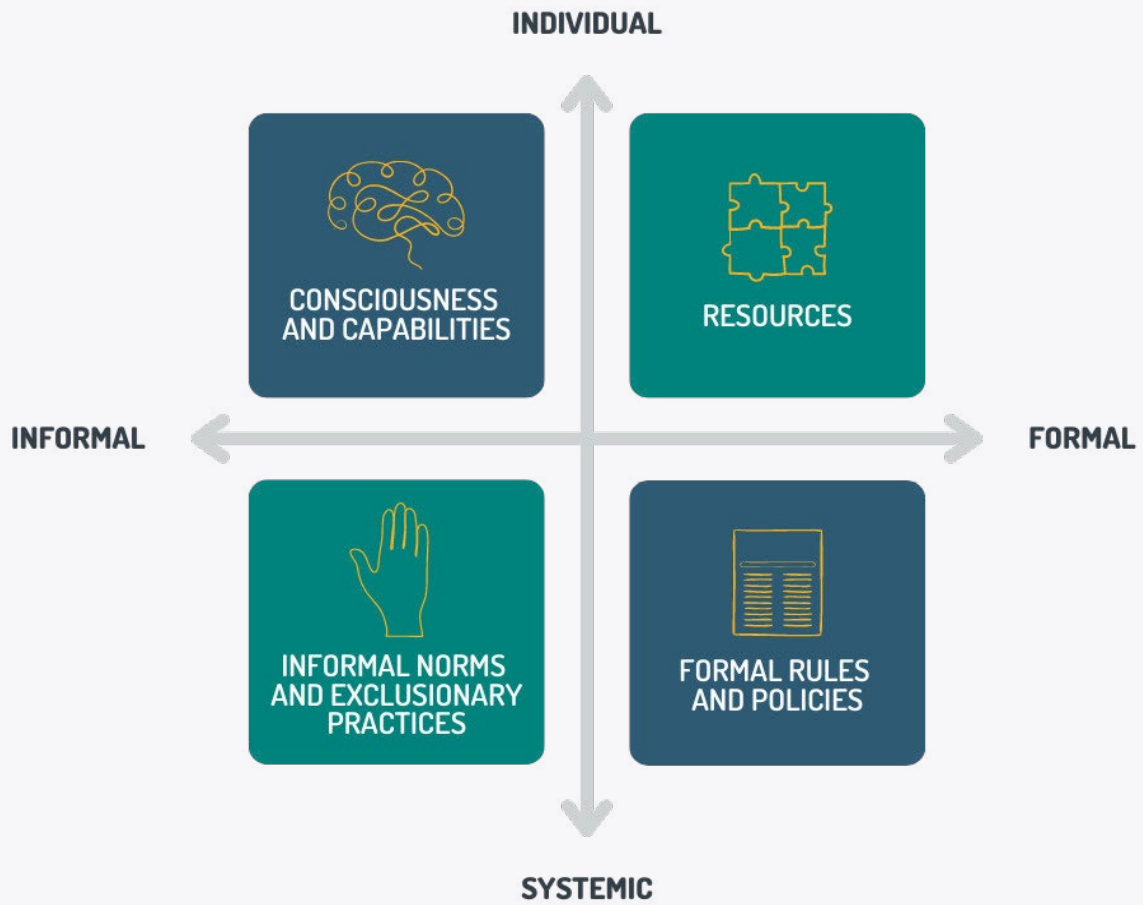 INDIVIDUAL
CONSCIOUSNESS
AND CAPABILITIES
RESOURCES
INFORMAL
FORMAL
INFORMAL NORMS
AND EXCLUSIONARY
PRACTICES
FORMAL RULES
AND POLICIES
SYSTEMIC